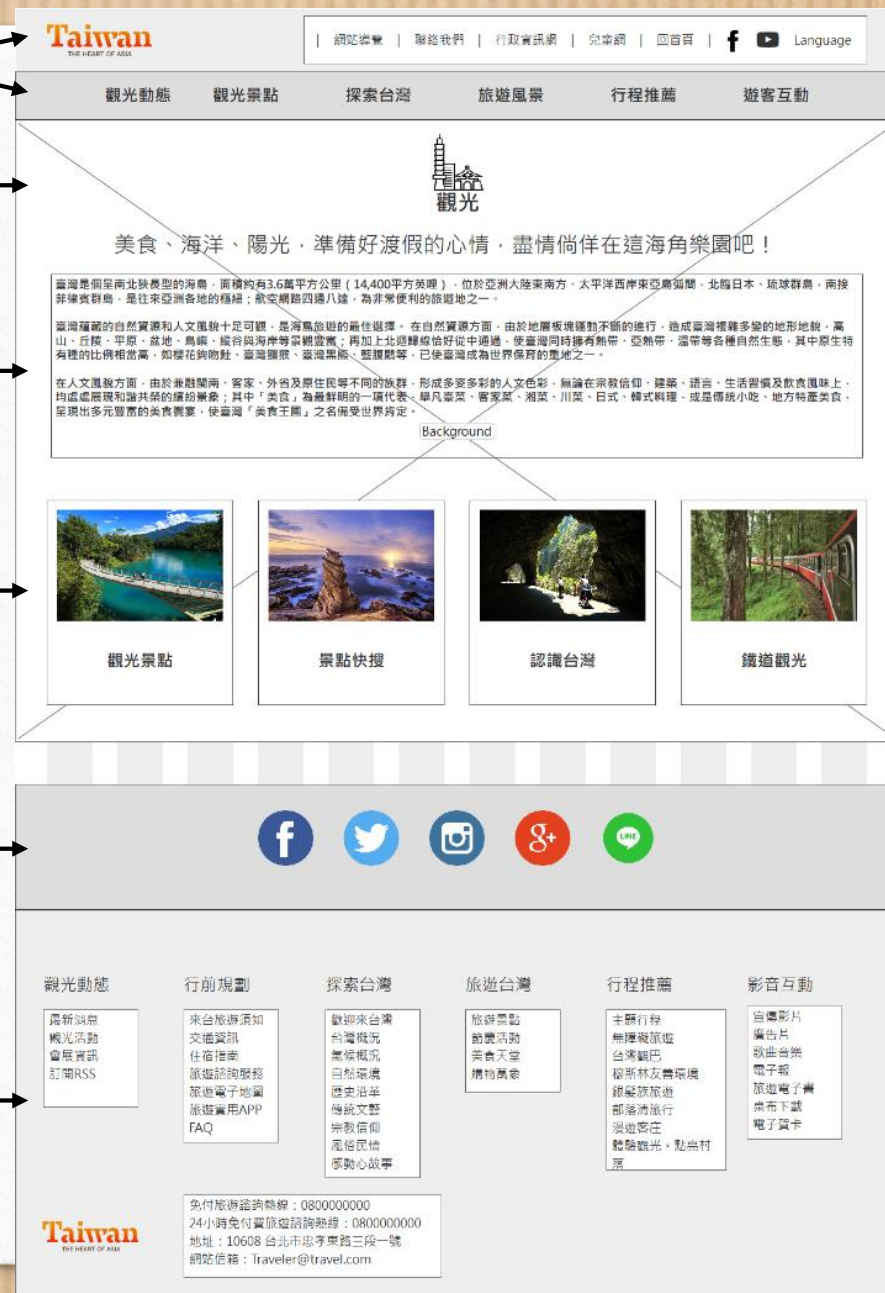 Taiwan
THE HEART OF ASIA
| 網站導覽 | 聯絡我們 | 行政資訊網 | 兒童網 | 回首頁 | Language
觀光動態 觀光景點 探索台灣 旅遊風景 行程推薦 遊客互動
觀光
美食、海洋、陽光，準備好渡假的心情，盡情徜徉在這海角樂園吧！
臺灣是個呈南北狹長型的海島，面積約有3.6萬平方公里（14,400平方英哩），位於亞洲大陸東南方、太平洋西岸東亞島弧間，北臨日本、琉球群島，南接
菲律賓群島，是往來亞洲各地的樞紐；航空網路四通八達，為非常便利的旅遊地之一。
臺灣蘊藏的自然資源和人文風貌十足可觀，是海島旅遊的最佳選擇。在自然資源方面，由於地層板塊運動不斷的進行，造成臺灣複雜多變的地形地貌，高
山、丘陵、平原、盆地、島嶼、縱谷與海岸等景觀豐富；再加上北迴歸線恰好從中通過，使臺灣同時擁有熱帶、亞熱帶、溫帶等各種自然生態，其中原生特
有種的比例相當高，如櫻花鉤吻鮭、臺灣獼猴、臺灣黑熊、藍腹鷴等，已使臺灣成為世界保育的重地之一。
在人文風貌方面，由於兼融閩南、客家、外省及原住民等不同的族群，形成多姿多彩的人文色彩，無論在宗教信仰、建築、語言、生活習慣及飲食風味上，
均處處展現和諧共榮的繽紛景象；其中「美食」為最鮮明的一項代表，舉凡臺菜、客家菜、湘菜、川菜、日式、韓式料理，或是傳統小吃、地方特產美食，
呈現出多元豐富的美食饗宴，使臺灣「美食王國」之名備受世界肯定。
Background
觀光景點 景點快搜 認識台灣 鐵道觀光
LINE
觀光動態
最新消息
觀光活動
會展資訊
訂閱RSS
行前規劃
來台旅遊須知
交通資訊
住宿指南
旅遊諮詢服務
旅遊電子地圖
旅遊實用APP
FAQ
探索台灣
歡迎來台灣
台灣概況
氣候概況
自然環境
歷史沿革
傳統文藝
宗教信仰
風俗民情
感動心故事
旅遊台灣
旅遊景點
節慶活動
美食天堂
購物萬象
行程推薦
主題行程
無障礙旅遊
台灣觀巴
穆斯林友善環境
銀髮族旅遊
部落清旅行
漫遊客庄
體驗觀光。點亮村
落
影音互動
宣傳影片
廣告片
歌曲音樂
電子報
旅遊電子書
桌布下載
電子賀卡
Taiwan
THE HEART OF ASIA
免付旅遊諮詢熱線：0800000000
24小時免付費旅遊諮詢熱線：0800000000
地址：10608 台北市忠孝東路三段一號
網站信箱：Traveler@travel.com